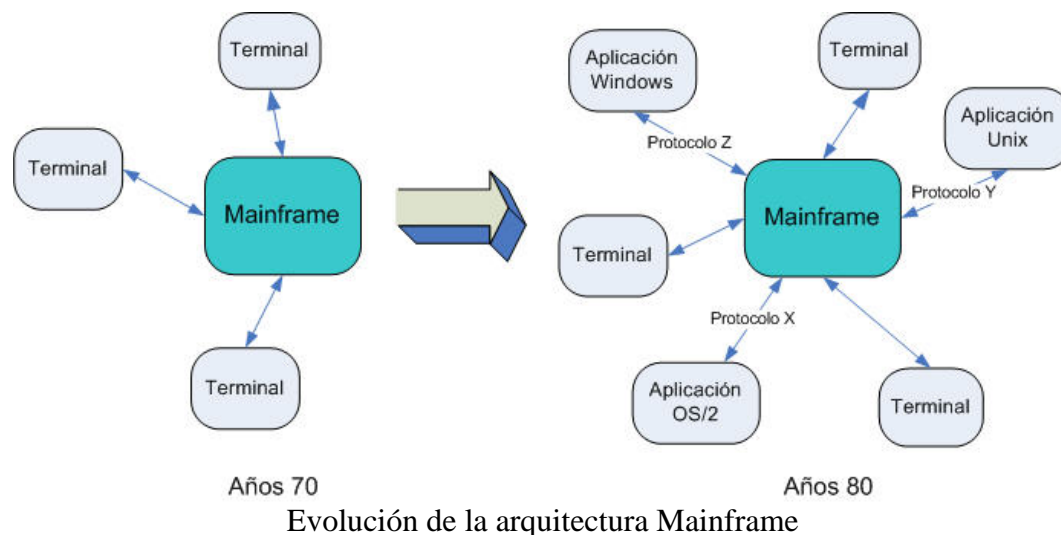 Terminal
Terminal
Mainframe
Terminal
Años 70
Aplicación
Windows
Terminal
Aplicación
Unix
Protocolo Z
Protocolo Y
Mainframe
Terminal
Protocolo X
Aplicación
OS/2
Terminal
Años 80
Evolución de la arquitectura Mainframe